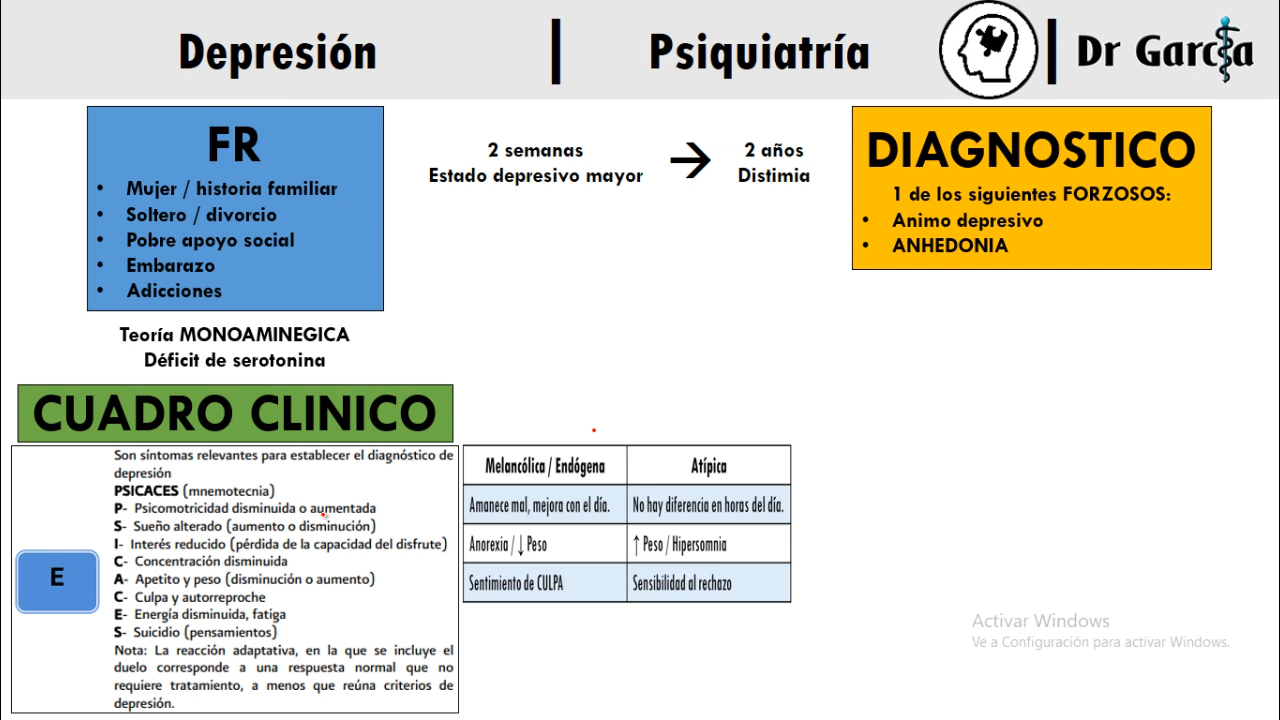 Depresión | Psiquiatría | Dr García
FR
• Mujer / historia familiar
• Soltero / divorcio
• Pobre apoyo social
• Embarazo
• Adicciones
2 semanas
Estado depresivo mayor
→
2 años
Distimia
DIAGNOSTICO
1 de los siguientes FORZOSOS:
• Animo depresivo
• ANHEDONIA
Teoría MONOAMINEGICA
Déficit de serotonina
CUADRO CLINICO
E
Son síntomas relevantes para establecer el diagnóstico de
depresión
PSICACES (mnemotecnia)
P- Psicomotricidad disminuida o aumentada
S- Sueño alterado (aumento o disminución)
I- Interés reducido (pérdida de la capacidad del disfrute)
C- Concentración disminuida
A- Apetito y peso (disminución o aumento)
C- Culpa y autorreproche
E- Energía disminuida, fatiga
S- Suicidio (pensamientos)
Nota: La reacción adaptativa, en la que se incluye el
duelo corresponde a una respuesta normal que no
requiere tratamiento, a menos que reúna criterios de
depresión.
Melancólica / Endógena | Atípica
Amanece mal, mejora con el día. | No hay diferencia en horas del día.
Anorexia / ↓ Peso | ↑ Peso / Hipersomnia
Sentimiento de CULPA | Sensibilidad al rechazo
Activar Windows
Ve a Configuración para activar Windows.